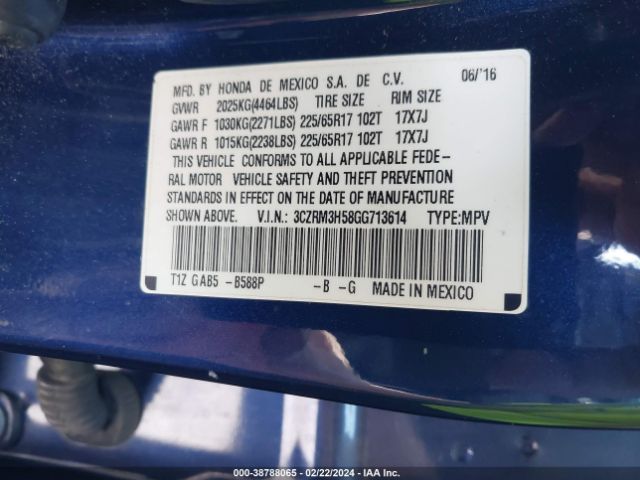 MFD. BY HONDA DE MEXICO S.A. DE C.V. 06/'16
GVWR 2025KG(4464LBS) TIRE SIZE RIM SIZE
GAWR F 1030KG(2271LBS) 225/65R17 102T 17X7J
GAWR R 1015KG(2238LBS) 225/65R17 102T 17X7J
THIS VEHICLE CONFORMS TO ALL APPLICABLE FEDE-
RAL MOTOR VEHICLE SAFETY AND THEFT PREVENTION
STANDARDS IN EFFECT ON THE DATE OF MANUFACTURE
SHOWN ABOVE. V.I.N.: 3CZRM3H58GG713614 TYPE:MPV
T1Z GAB5 -B588P -B -G MADE IN MEXICO
000-38788065 - 02/22/2024 - IAA Inc.